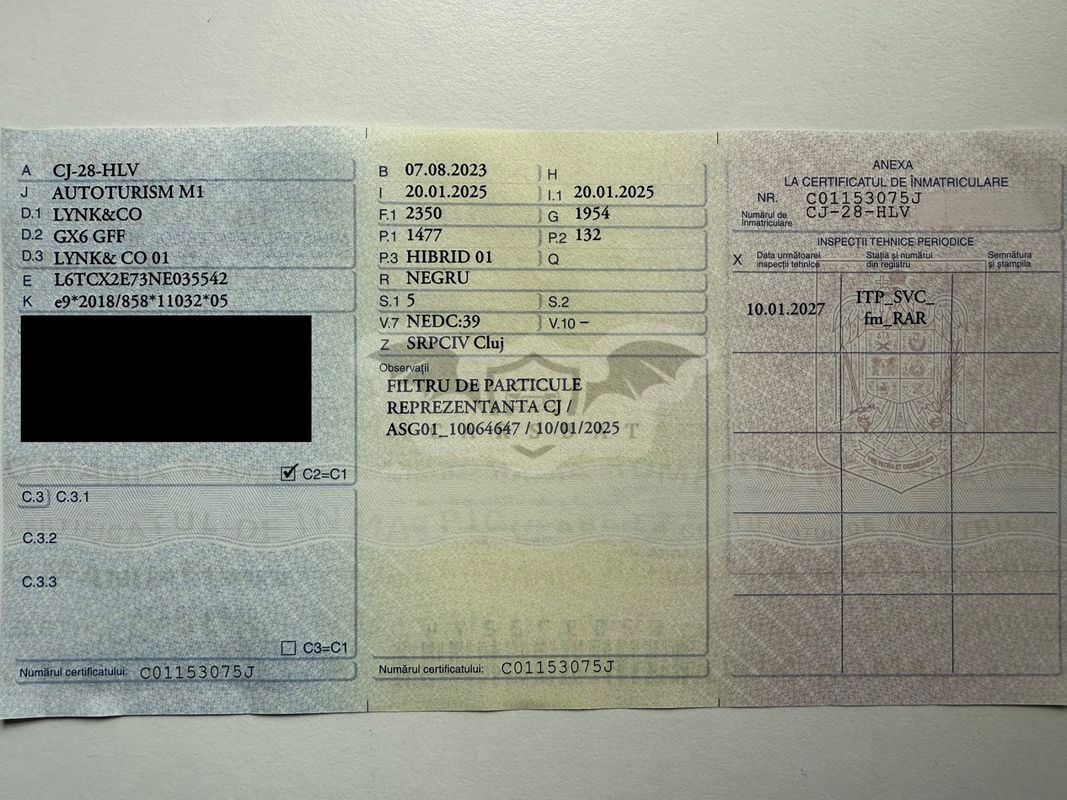 A CJ-28-HLV
J AUTOTURISM M1
D.1 LYNK&CO
D.2 GX6 GFF
D.3 LYNK& CO 01
E L6TCX2E73NE035542
K e9*2018/858*11032*05
C2=C1
C.3 C.3.1
C.3.2
C.3.3
C3=C1
Numărul certificatului: C01153075J
B 07.08.2023 H
I 20.01.2025 I.1 20.01.2025
F.1 2350 G 1954
P.1 1477 P.2 132
P.3 HIBRID 01 Q
R NEGRU
S.1 5 S.2
V.7 NEDC:39 V.10 –
Z SRPCIV Cluj
Observații
FILTRU DE PARTICULE
REPREZENTANTA CJ /
ASG01_10064647 / 10/01/2025
Numărul certificatului: C01153075J
ANEXA
LA CERTIFICATUL DE ÎNMATRICULARE
NR. C01153075J
Numărul de înmatriculare CJ-28-HLV
INSPECȚII TEHNICE PERIODICE
X Data următoarei inspecții tehnice Stația și numărul din registru Semnătura și ștampila
10.01.2027 ITP_SVC_
fm_RAR